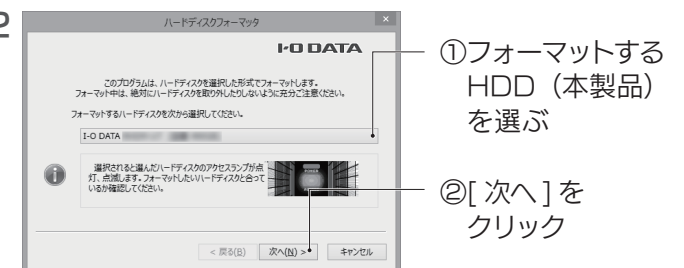 2
ハードディスクフォーマッタ
×
I-O DATA
このプログラムは、ハードディスクを選択した形式でフォーマットします。
フォーマット中は、絶対にハードディスクを取り外したりしないように充分ご注意ください。
フォーマットするハードディスクを次から選択してください。
I-O DATA
選択されると選んだハードディスクのアクセスランプが点
灯、点滅します。フォーマットしたいハードディスクと合って
いるか確認してください。
< 戻る(B)
次へ(N) >
キャンセル
①フォーマットする
HDD（本製品）
を選ぶ
②[ 次へ ] を
クリック